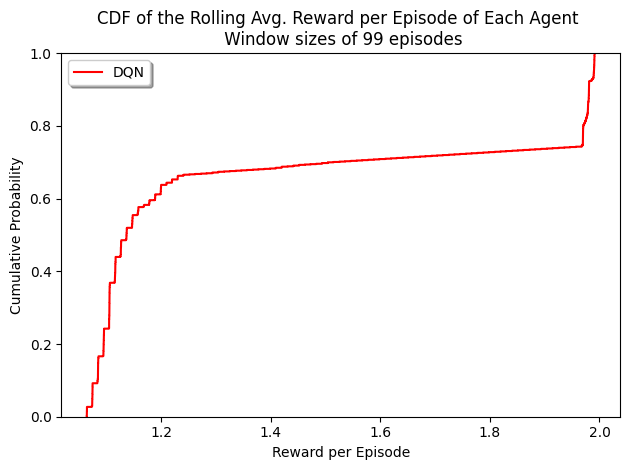 CDF of the Rolling Avg. Reward per Episode of Each Agent
Window sizes of 99 episodes
DQN
1.0
0.8
0.6
0.4
0.2
0.0
Cumulative Probability
1.2 1.4 1.6 1.8 2.0
Reward per Episode